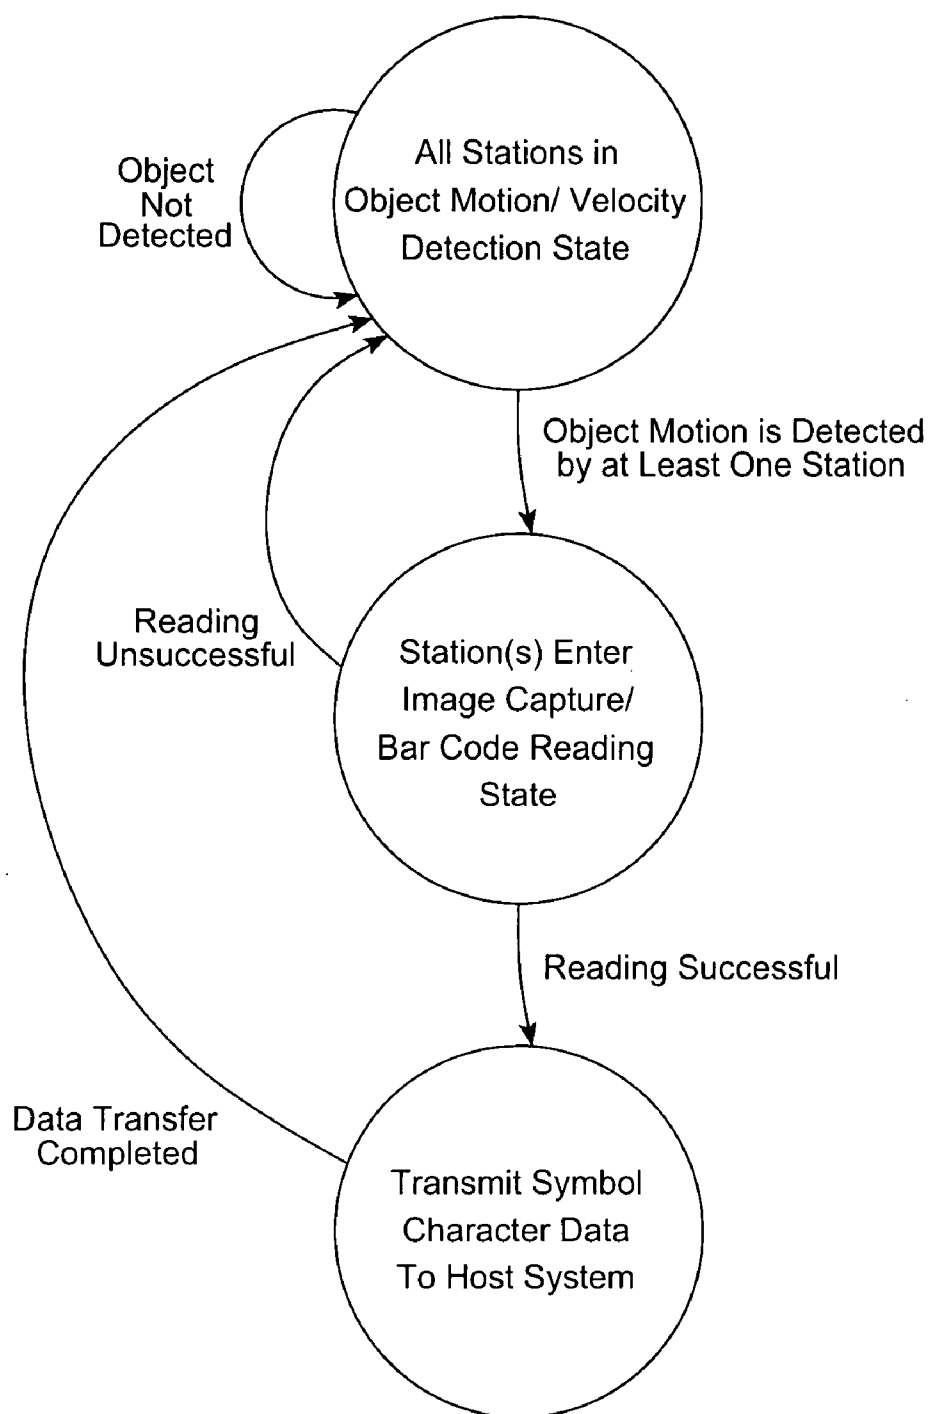 Object
Not
Detected
All Stations in
Object Motion/ Velocity
Detection State
Object Motion is Detected
by at Least One Station
Reading
Unsuccessful
Station(s) Enter
Image Capture/
Bar Code Reading
State
Reading Successful
Data Transfer
Completed
Transmit Symbol
Character Data
To Host System